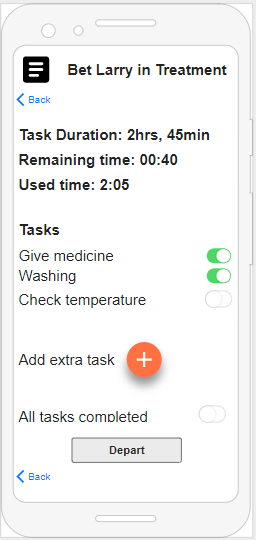 Bet Larry in Treatment
Back
Task Duration: 2hrs, 45min
Remaining time: 00:40
Used time: 2:05
Tasks
Give medicine
Washing
Check temperature
Add extra task
All tasks completed
Depart
Back